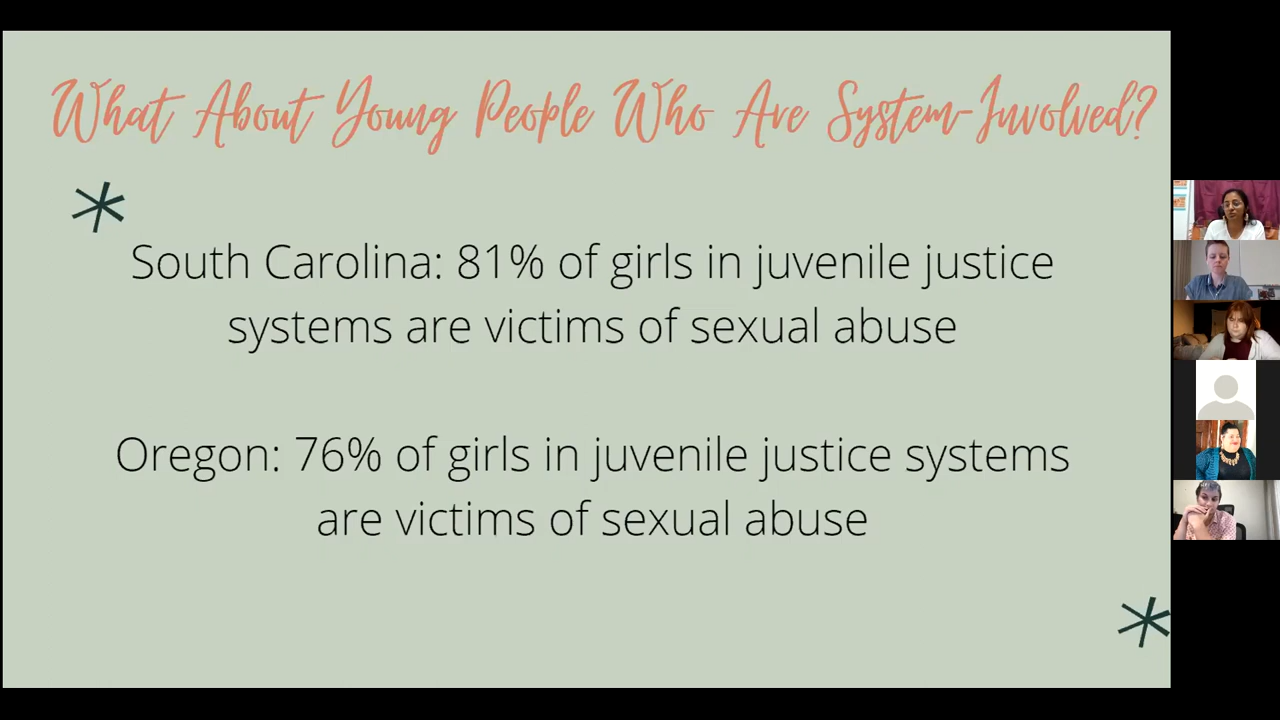 What About Young People Who Are System-Involved?
South Carolina: 81% of girls in juvenile justice
systems are victims of sexual abuse
Oregon: 76% of girls in juvenile justice systems
are victims of sexual abuse